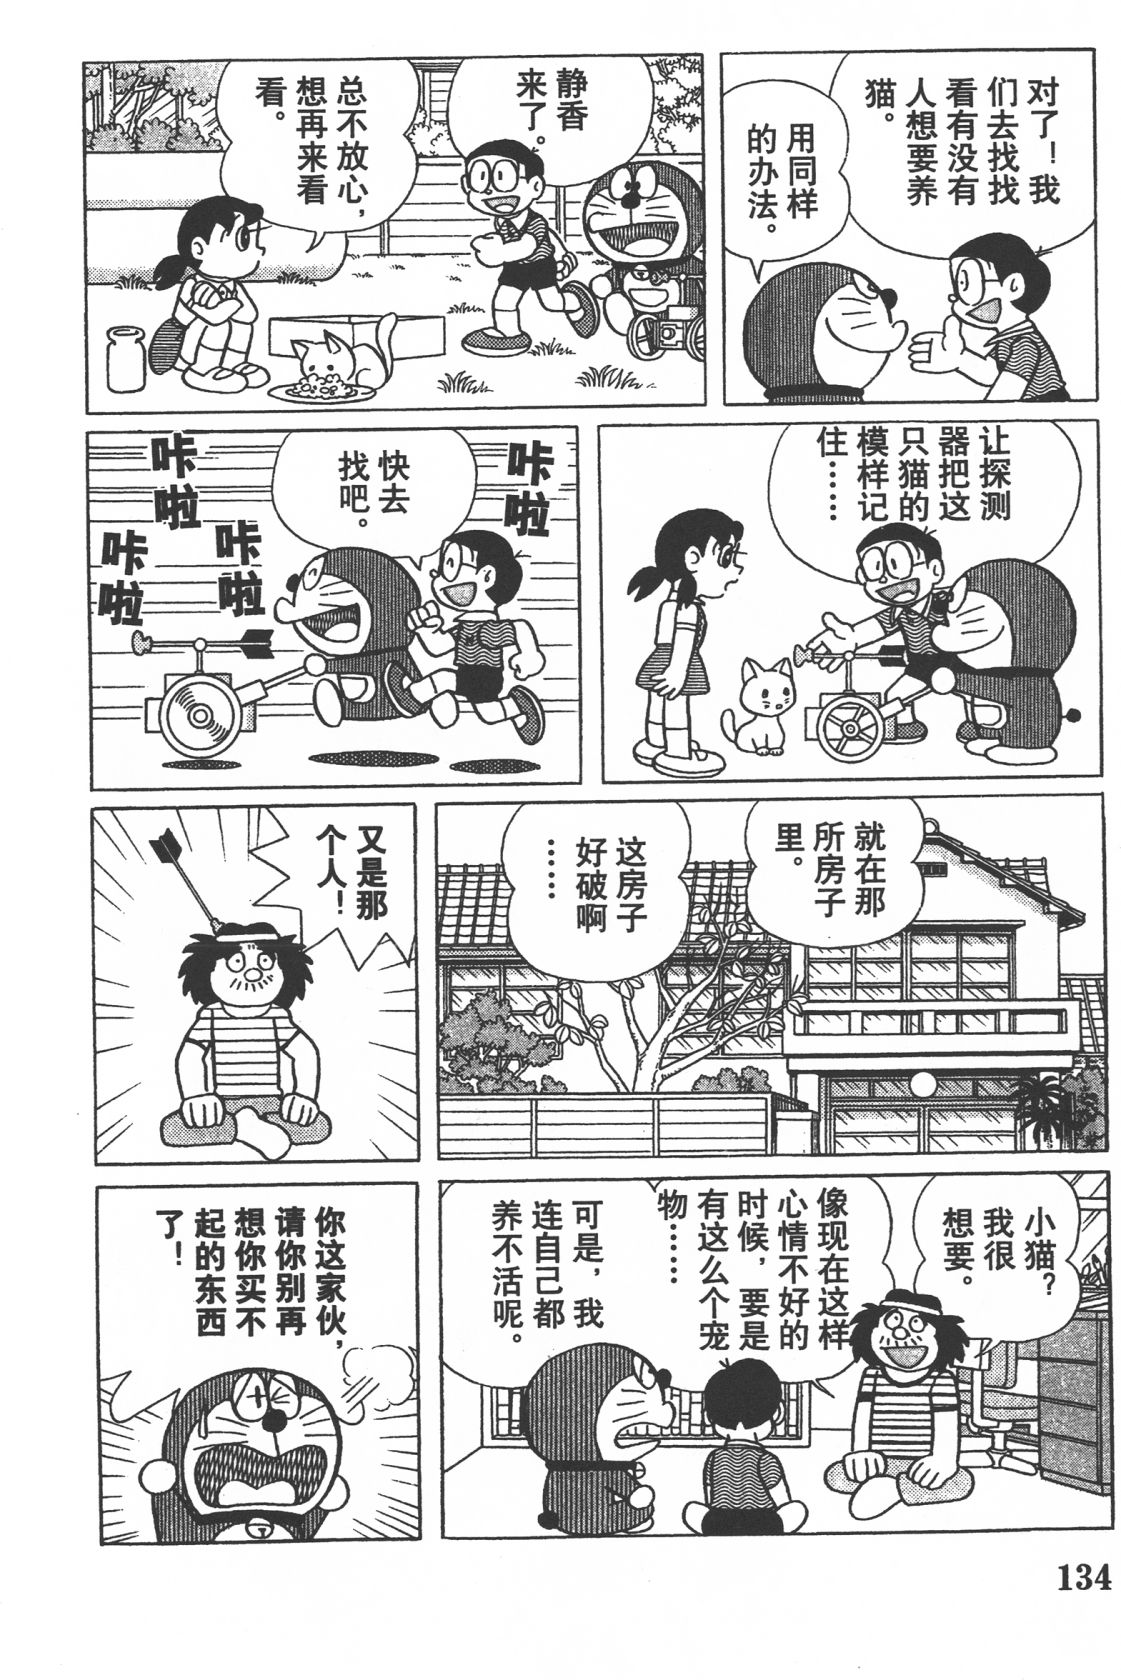 对了！我
们去找找
看有没有
人想要养
猫。
用同样
的办法。
静香
来了。
总不放心，
想再来看
看。
让探测
器把这
只猫的
模样记
住……
快去
找吧。
咔啦
咔啦
咔啦
咔啦
就在那
所房子
里。
这房子
好破啊
……
又是那
个人！
小猫？
我很
想要。
像现在这样
心情不好的
时候，要是
有这么个宠
物……
可是，我
连自己都
养不活呢。
你这家伙，
请你别再
想你买不
起的东西
了！
134